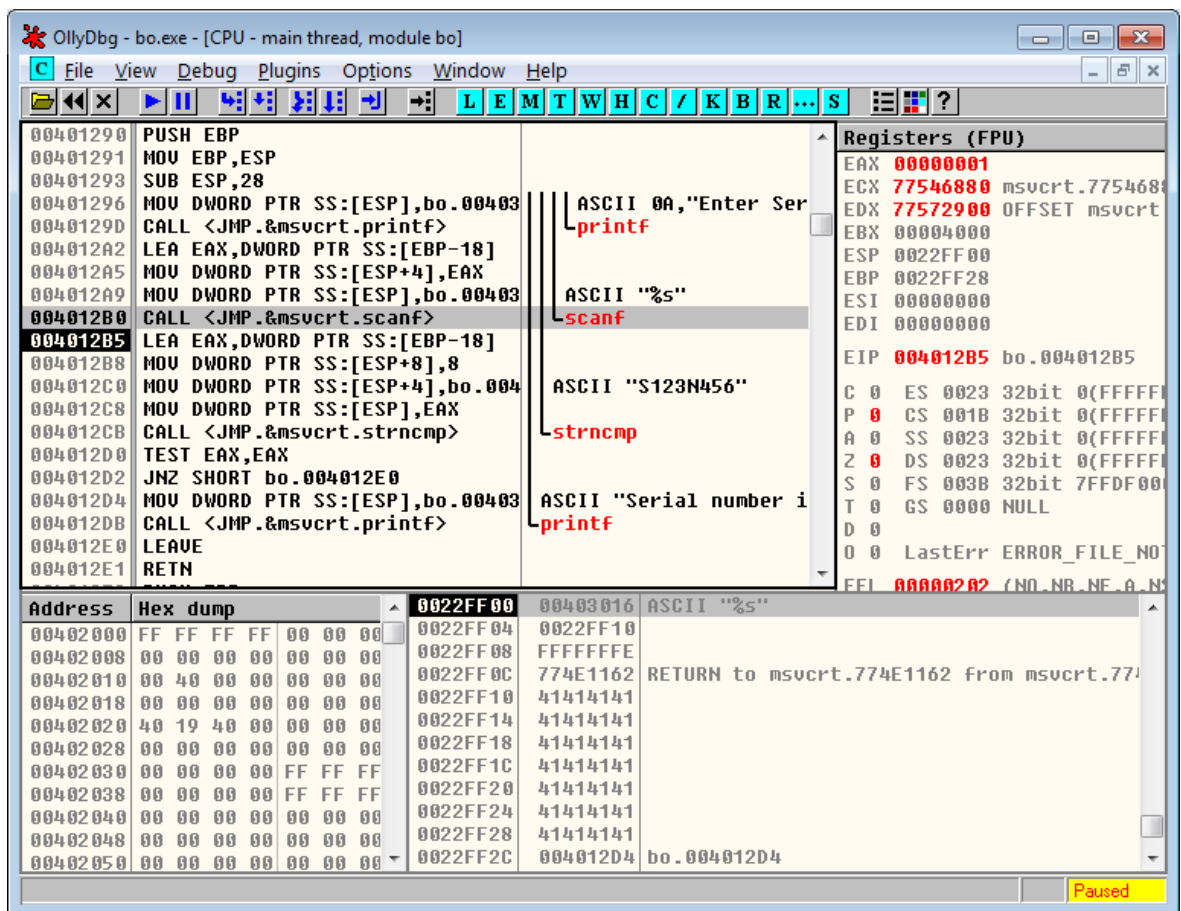 OllyDbg - bo.exe - [CPU - main thread, module bo]
C File View Debug Plugins Options Window Help
L E M T W H C / K B R ... S ?
00401290 PUSH EBP
00401291 MOV EBP,ESP
00401293 SUB ESP,28
00401296 MOV DWORD PTR SS:[ESP],bo.00403 ASCII 0A,"Enter Ser
0040129D CALL <JMP.&msvcrt.printf> printf
004012A2 LEA EAX,DWORD PTR SS:[EBP-18]
004012A5 MOV DWORD PTR SS:[ESP+4],EAX
004012A9 MOV DWORD PTR SS:[ESP],bo.00403 ASCII "%s"
004012B0 CALL <JMP.&msvcrt.scanf> scanf
004012B5 LEA EAX,DWORD PTR SS:[EBP-18]
004012B8 MOV DWORD PTR SS:[ESP+8],8
004012C0 MOV DWORD PTR SS:[ESP+4],bo.004 ASCII "S123N456"
004012C8 MOV DWORD PTR SS:[ESP],EAX
004012CB CALL <JMP.&msvcrt.strncmp> strncmp
004012D0 TEST EAX,EAX
004012D2 JNZ SHORT bo.004012E0
004012D4 MOV DWORD PTR SS:[ESP],bo.00403 ASCII "Serial number i
004012DB CALL <JMP.&msvcrt.printf> printf
004012E0 LEAVE
004012E1 RETN
Registers (FPU)
EAX 00000001
ECX 77546880 msvcrt.7754688
EDX 77572900 OFFSET msvcrt
EBX 00004000
ESP 0022FF00
EBP 0022FF28
ESI 00000000
EDI 00000000
EIP 004012B5 bo.004012B5
C 0 ES 0023 32bit 0(FFFFF
P 0 CS 001B 32bit 0(FFFFF
A 0 SS 0023 32bit 0(FFFFF
Z 0 DS 0023 32bit 0(FFFFF
S 0 FS 003B 32bit 7FFDF00
T 0 GS 0000 NULL
D 0
O 0 LastErr ERROR_FILE_NO
EFL 00000202 (NO,NB,NE,A,NS
Address Hex dump
00402000 FF FF FF FF 00 00 00
00402008 00 00 00 00 00 00 00
00402010 00 40 00 00 00 00 00
00402018 00 00 00 00 00 00 00
00402020 40 19 40 00 00 00 00
00402028 00 00 00 00 00 00 00
00402030 00 00 00 00 FF FF FF
00402038 00 00 00 00 FF FF FF
00402040 00 00 00 00 00 00 00
00402048 00 00 00 00 00 00 00
00402050 00 00 00 00 00 00 00
0022FF00 00403016 ASCII "%s"
0022FF04 0022FF10
0022FF08 FFFFFFFE
0022FF0C 774E1162 RETURN to msvcrt.774E1162 from msvcrt.774
0022FF10 41414141
0022FF14 41414141
0022FF18 41414141
0022FF1C 41414141
0022FF20 41414141
0022FF24 41414141
0022FF28 41414141
0022FF2C 004012D4 bo.004012D4
Paused